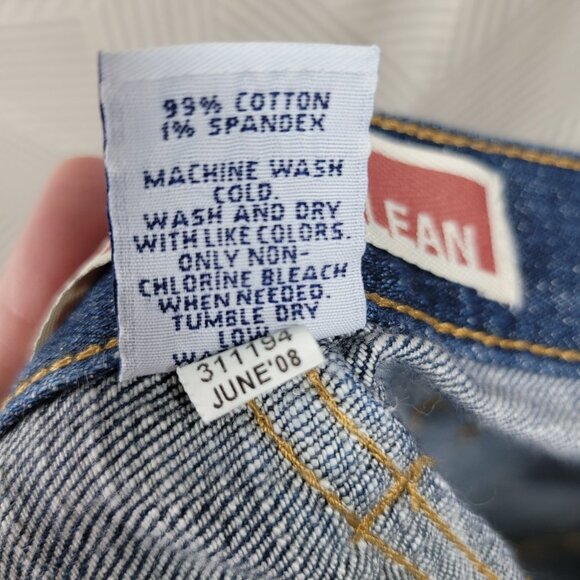 99% COTTON
1% SPANDEX
MACHINE WASH
COLD.
WASH AND DRY
WITH LIKE COLORS.
ONLY NON-
CHLORINE BLEACH
WHEN NEEDED.
TUMBLE DRY
LOW.
311194
JUNE'08
LEAN